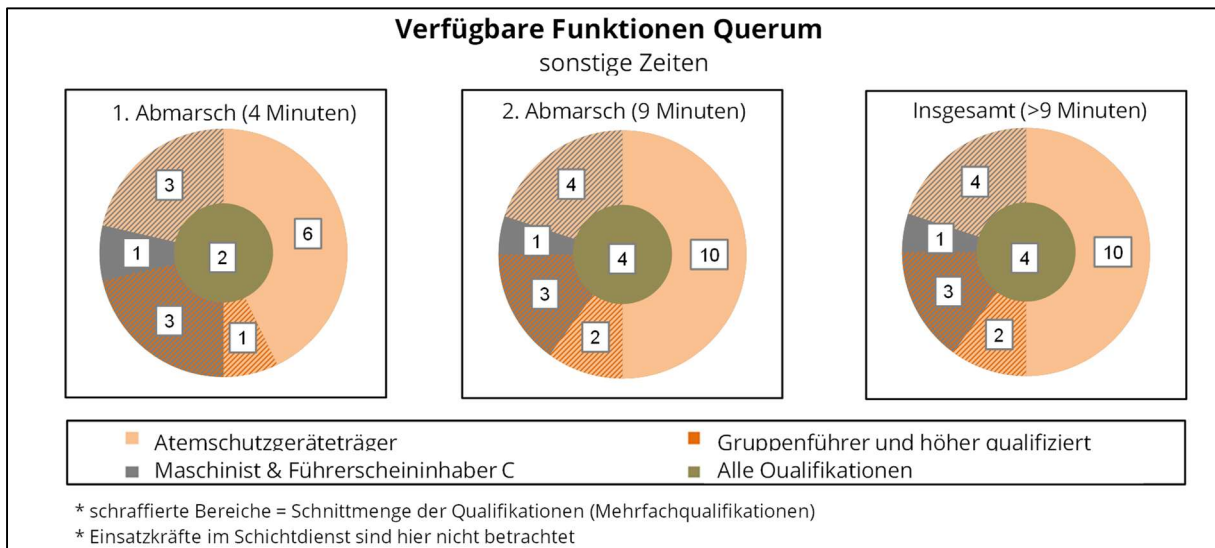 Verfügbare Funktionen Querum
sonstige Zeiten
1. Abmarsch (4 Minuten)
3
6
1
2
3
1
2. Abmarsch (9 Minuten)
4
1
4
10
3
2
Insgesamt (>9 Minuten)
4
1
4
10
3
2
Atemschutzgeräteträger
Gruppenführer und höher qualifiziert
Maschinist & Führerscheininhaber C
Alle Qualifikationen
* schraffierte Bereiche = Schnittmenge der Qualifikationen (Mehrfachqualifikationen)
* Einsatzkräfte im Schichtdienst sind hier nicht betrachtet